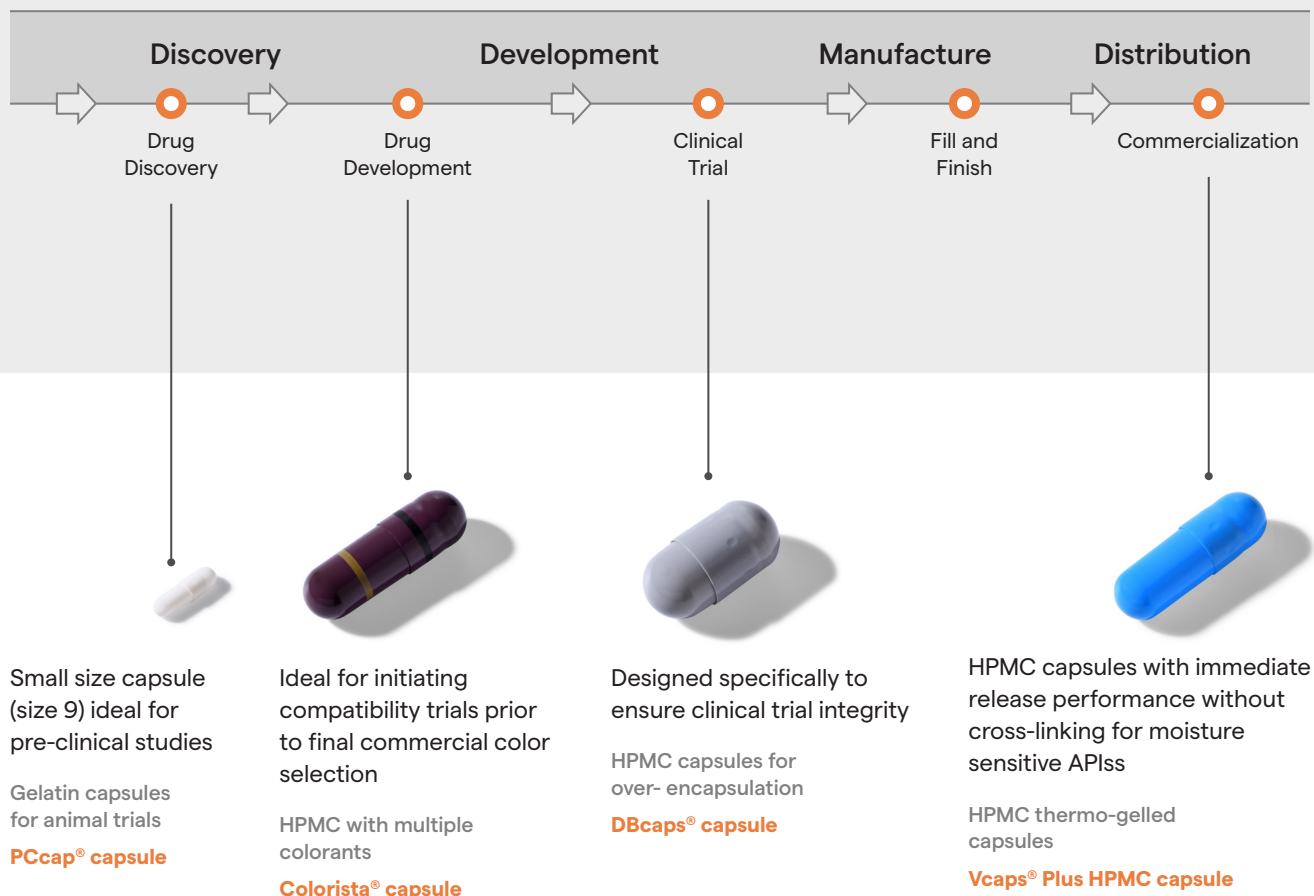 Discovery
Development
Manufacture
Distribution
Drug
Discovery
Drug
Development
Clinical
Trial
Fill and
Finish
Commercialization
Small size capsule
(size 9) ideal for
pre-clinical studies
Gelatin capsules
for animal trials
PCcap® capsule
Ideal for initiating
compatibility trials prior
to final commercial color
selection
HPMC with multiple
colorants
Colorista® capsule
Designed specifically to
ensure clinical trial integrity
HPMC capsules for
over- encapsulation
DBcaps® capsule
HPMC capsules with immediate
release performance without
cross-linking for moisture
sensitive APIss
HPMC thermo-gelled
capsules
Vcaps® Plus HPMC capsule